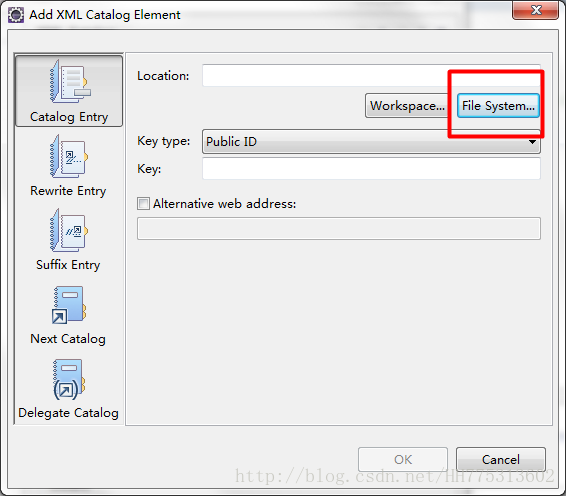 Add XML Catalog Element
Catalog Entry
Rewrite Entry
Suffix Entry
Next Catalog
Delegate Catalog
Location:
Workspace... File System...
Key type: Public ID
Key:
Alternative web address:
OK Cancel
http://blog.csdn.net/HH775313602